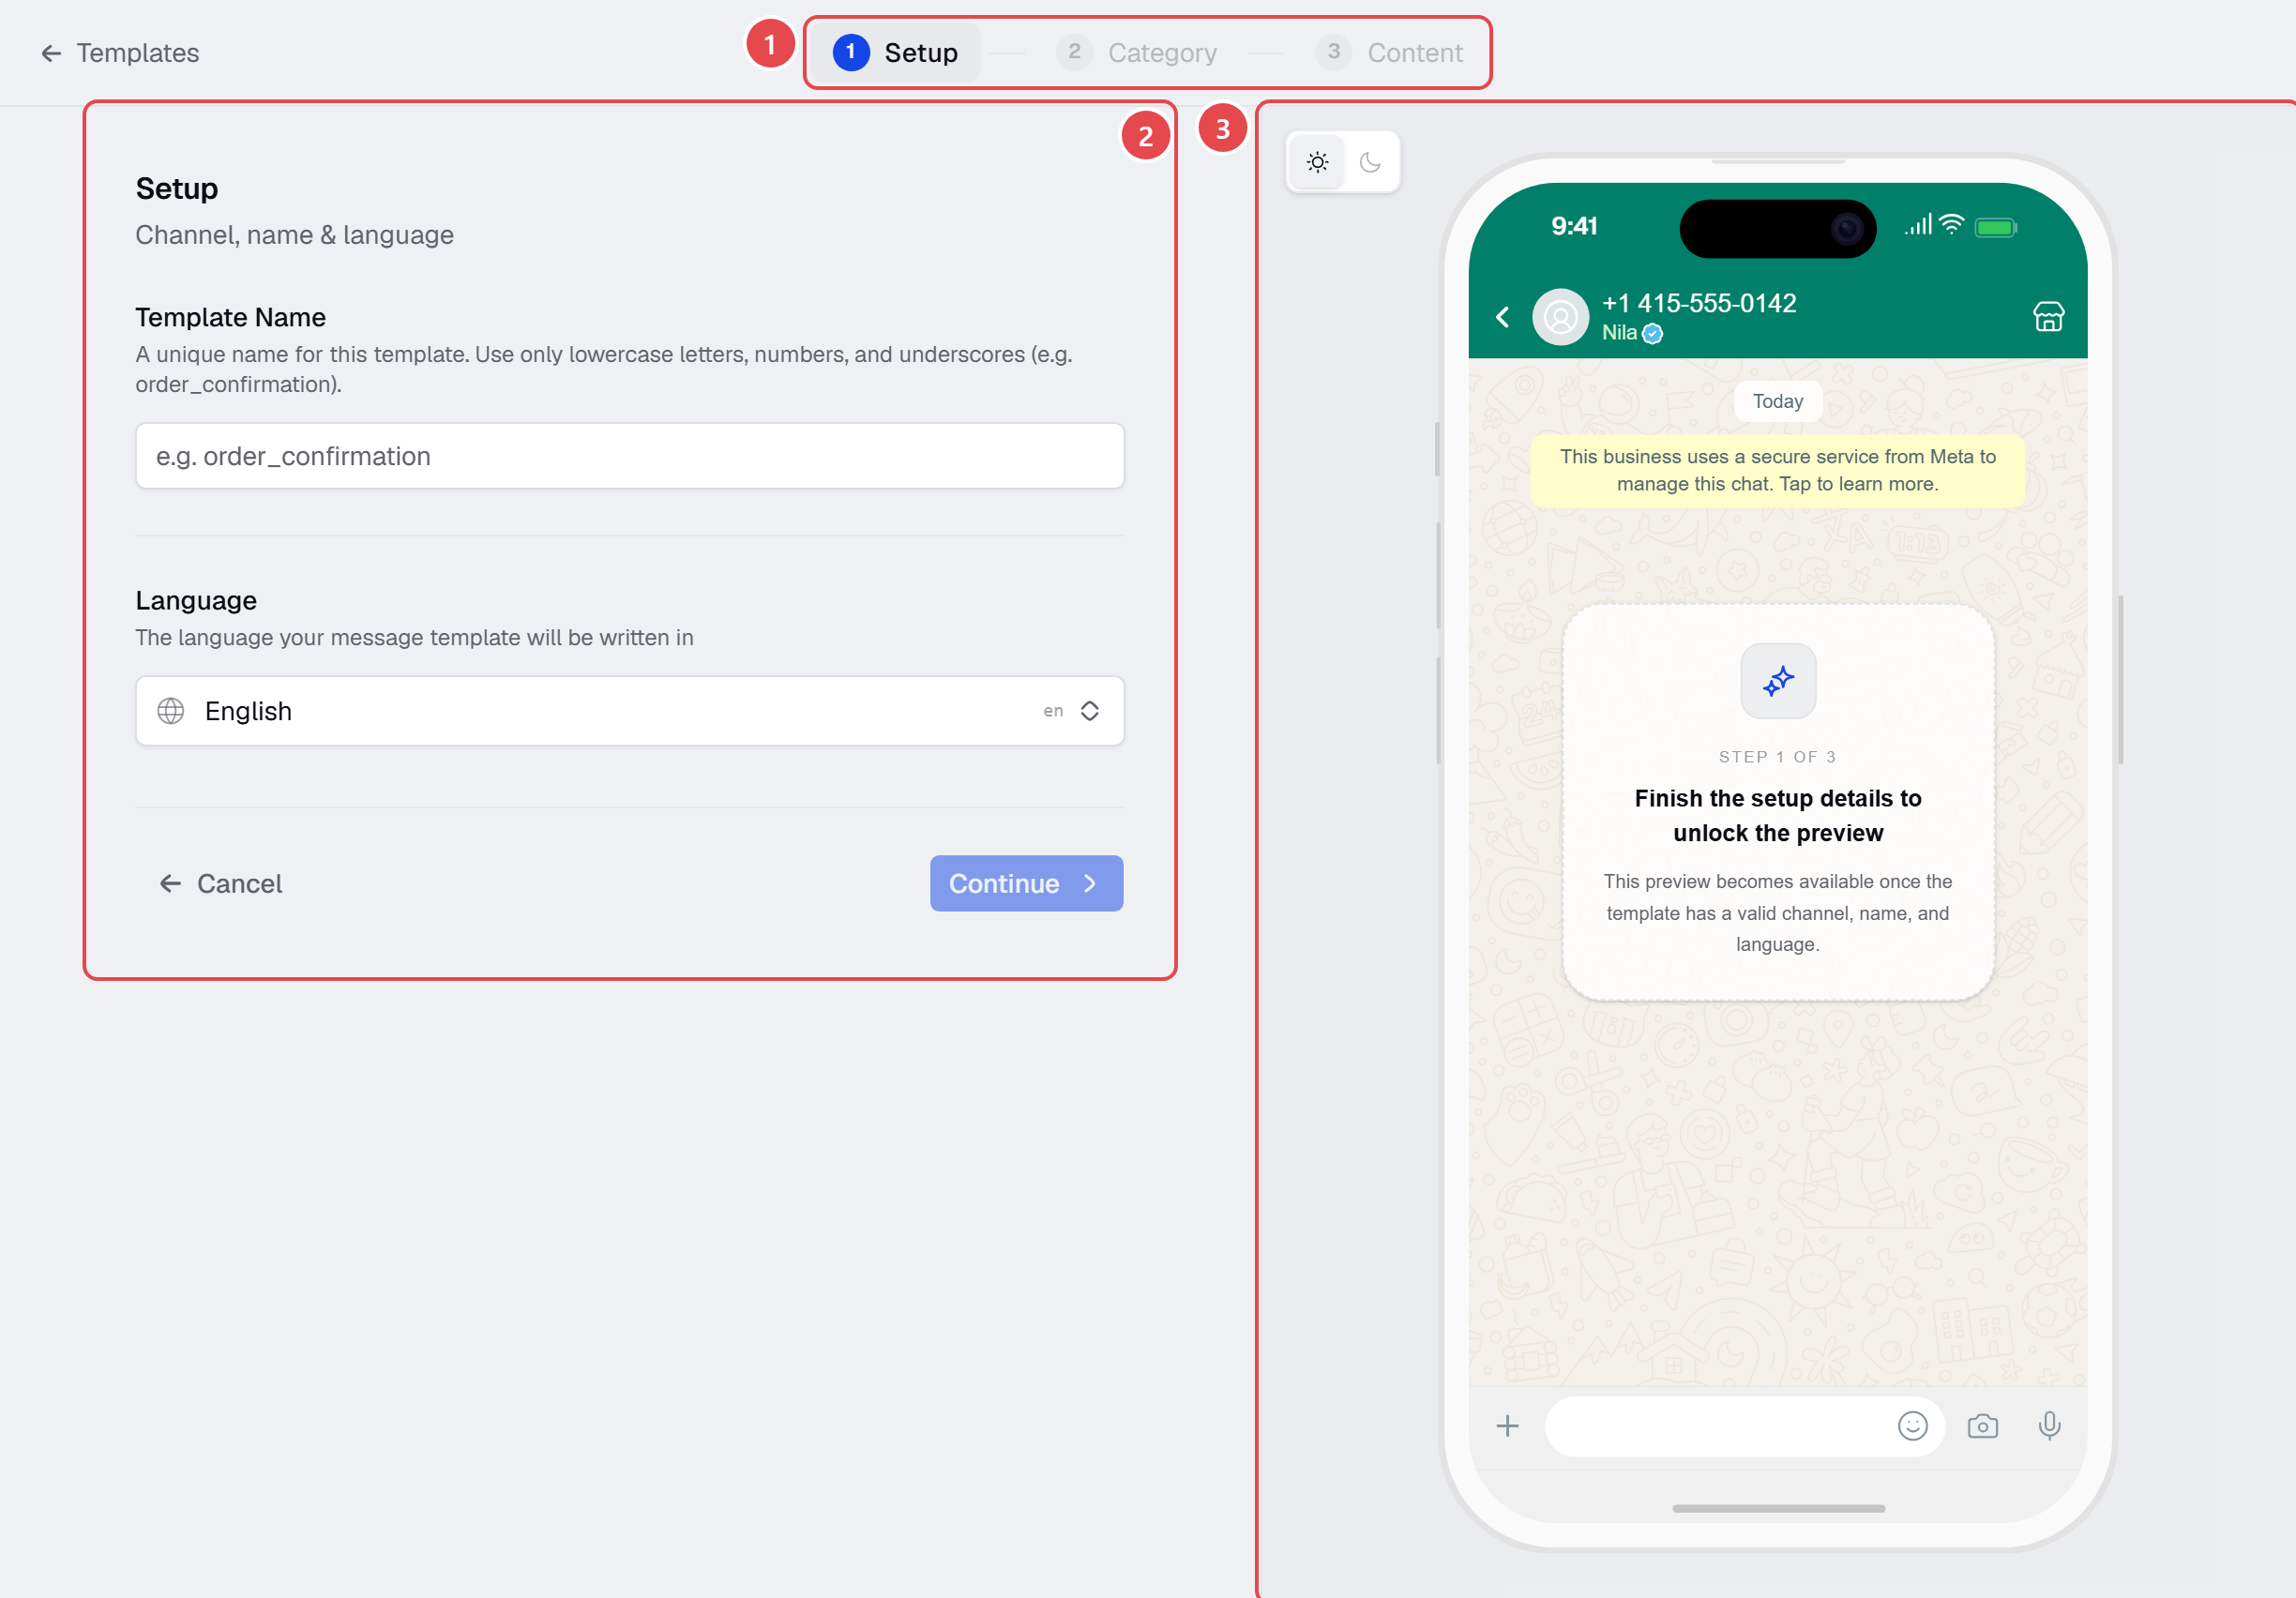 Templates
1
1 Setup
2 Category
3 Content
2
Setup
Channel, name & language
Template Name
A unique name for this template. Use only lowercase letters, numbers, and underscores (e.g.
order_confirmation).
e.g. order_confirmation
Language
The language your message template will be written in
English en
Cancel
Continue
3
9:41
+1 415-555-0142
Nila
Today
This business uses a secure service from Meta to
manage this chat. Tap to learn more.
STEP 1 OF 3
Finish the setup details to
unlock the preview
This preview becomes available once the
template has a valid channel, name, and
language.